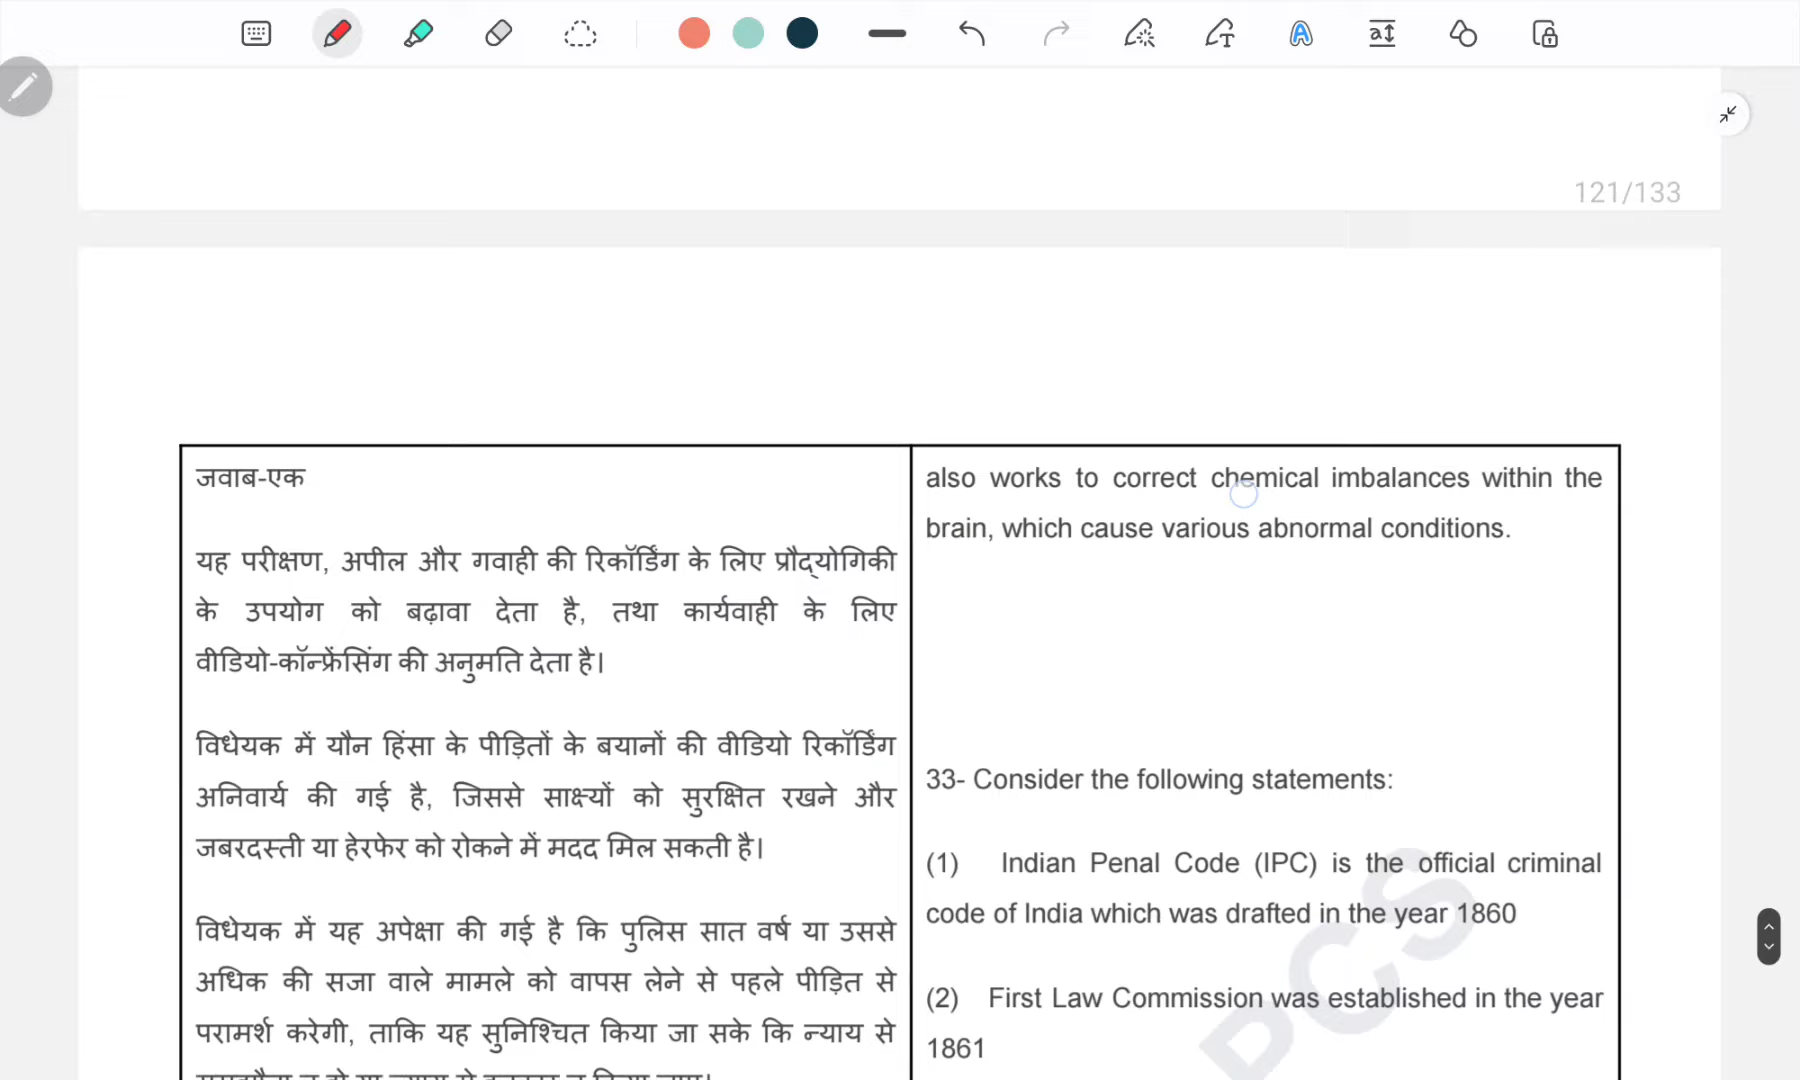 121/133
जवाब-एक
यह परीक्षण, अपील और गवाही की रिकॉर्डिंग के लिए प्रौद्योगिकी
के उपयोग को बढ़ावा देता है, तथा कार्यवाही के लिए
वीडियो-कॉन्फ्रेंसिंग की अनुमति देता है।
विधेयक में यौन हिंसा के पीड़ितों के बयानों की वीडियो रिकॉर्डिंग
अनिवार्य की गई है, जिससे साक्ष्यों को सुरक्षित रखने और
जबरदस्ती या हेरफेर को रोकने में मदद मिल सकती है।
विधेयक में यह अपेक्षा की गई है कि पुलिस सात वर्ष या उससे
अधिक की सजा वाले मामले को वापस लेने से पहले पीड़ित से
परामर्श करेगी, ताकि यह सुनिश्चित किया जा सके कि न्याय से
also works to correct chemical imbalances within the
brain, which cause various abnormal conditions.
33- Consider the following statements:
(1) Indian Penal Code (IPC) is the official criminal
code of India which was drafted in the year 1860
(2) First Law Commission was established in the year
1861
PCS